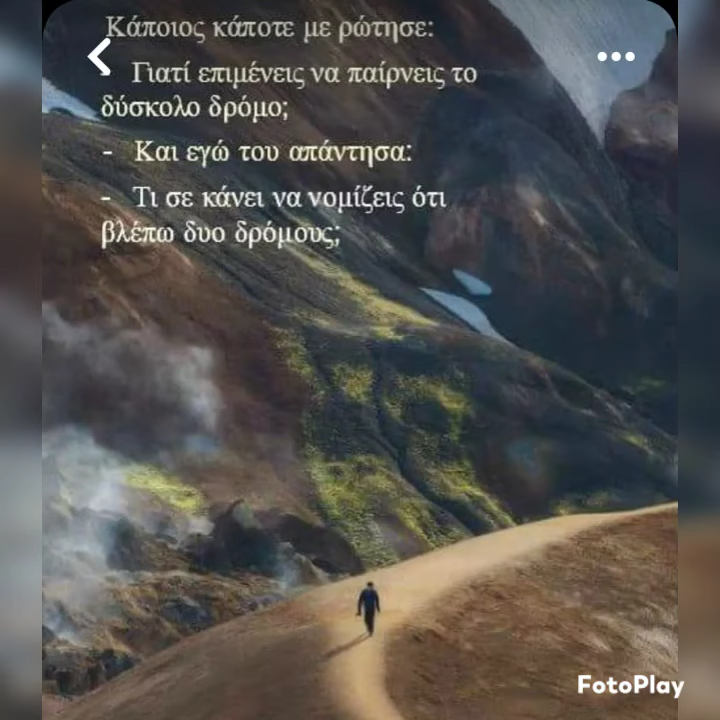 Κάποιος κάποτε με ρώτησε:
Γιατί επιμένεις να παίρνεις το
δύσκολο δρόμο;
- Και εγώ του απάντησα:
- Τι σε κάνει να νομίζεις ότι
βλέπω δυο δρόμους;
FotoPlay